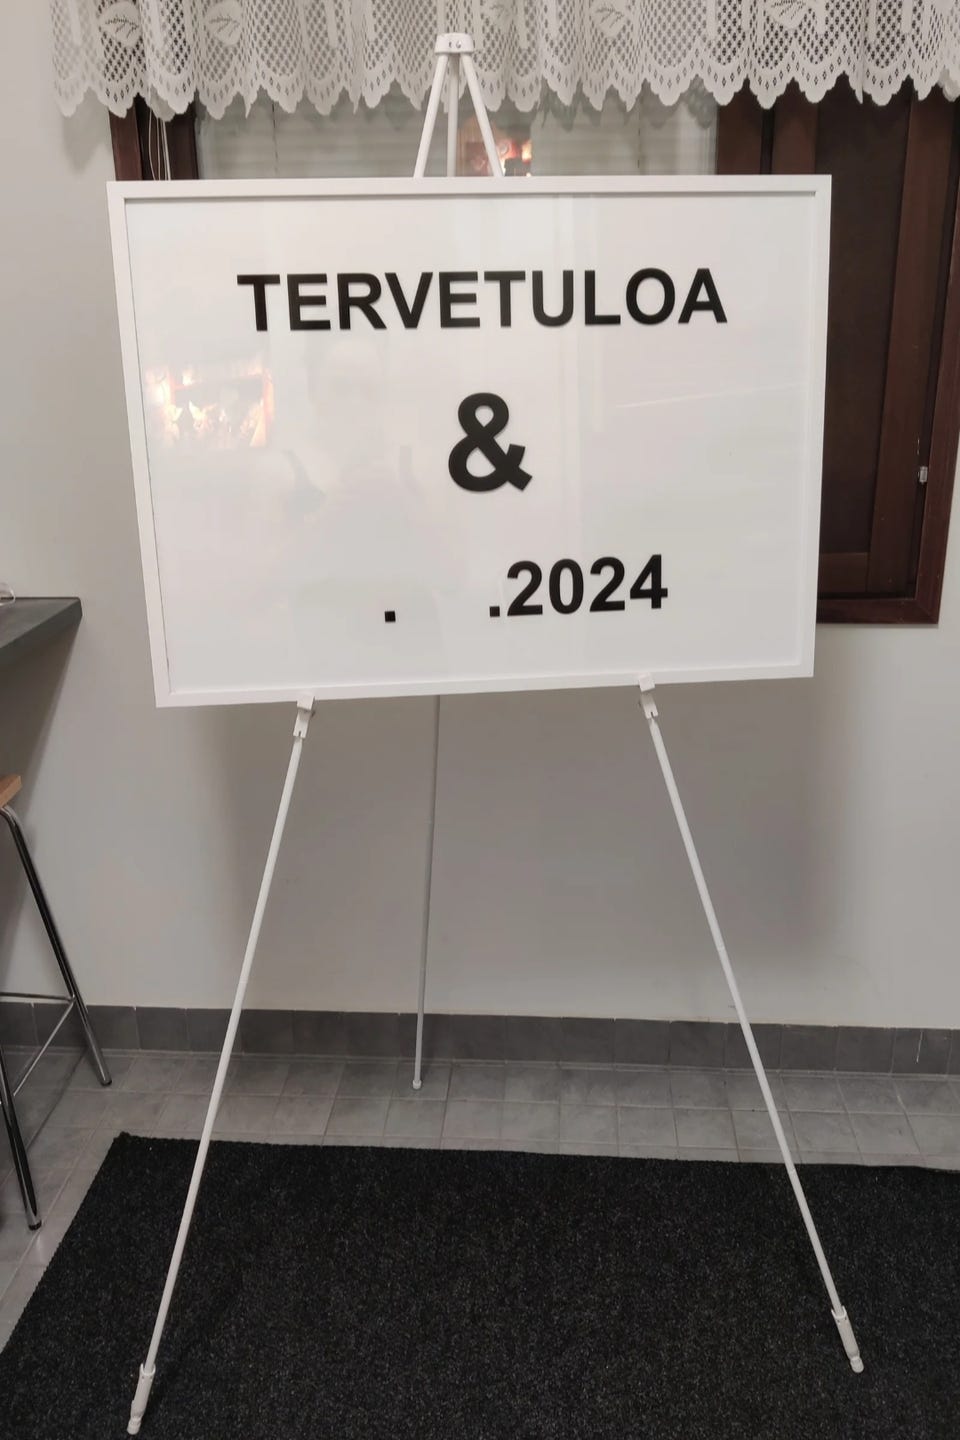 TERVETULOA
&
. .2024